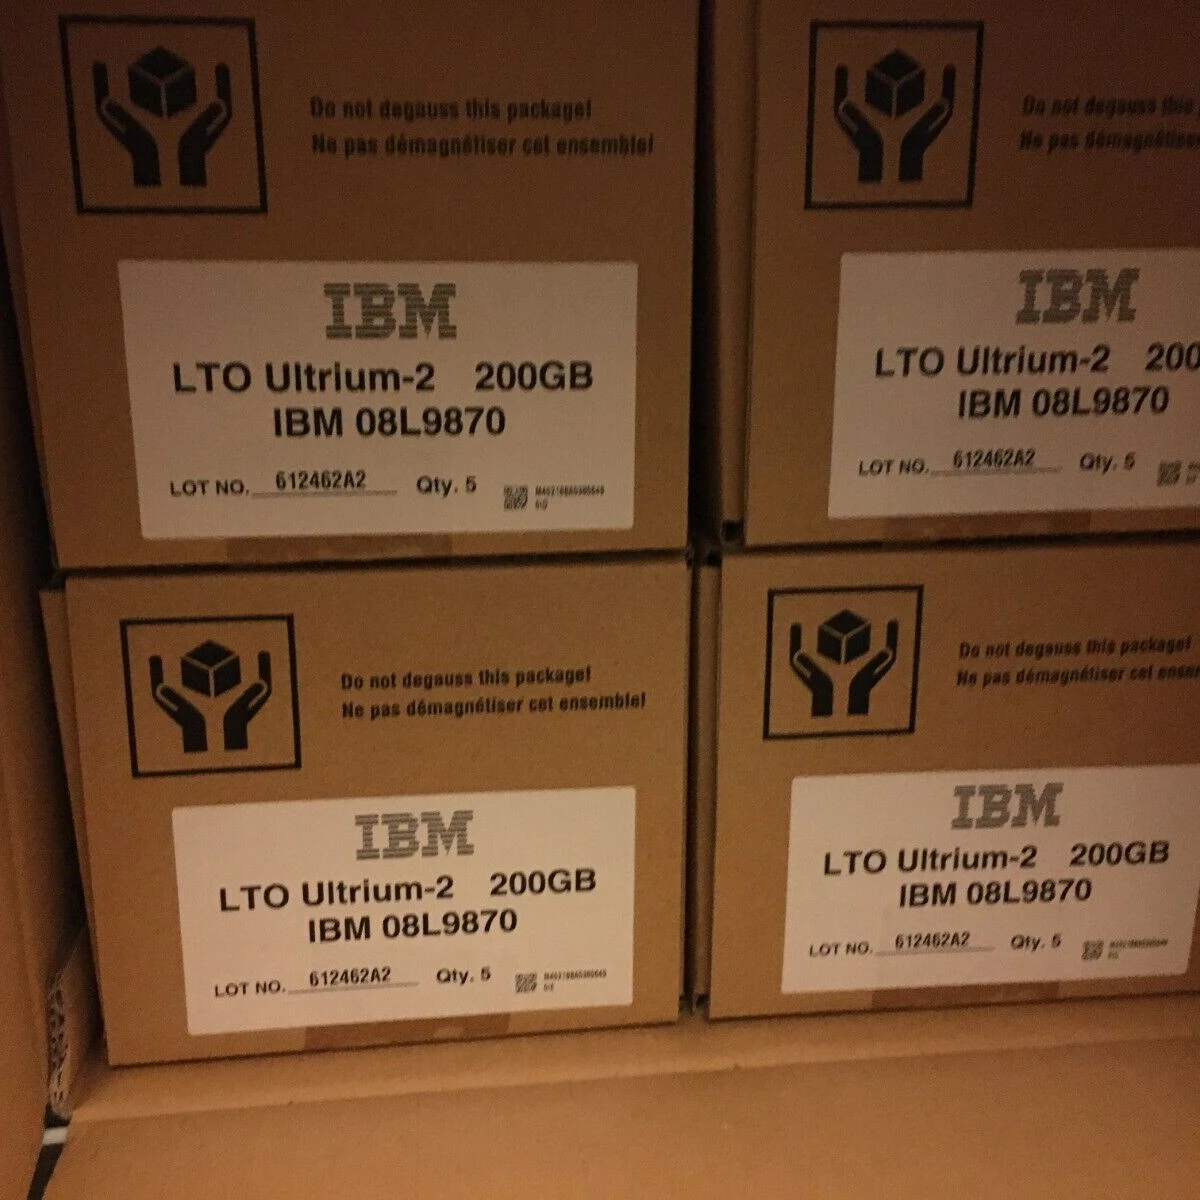 Do not degauss this package!
Ne pas démagnétiser cet ensemble!
IBM
LTO Ultrium-2 200GB
IBM 08L9870
LOT NO. 612462A2 Qty. 5
Do not degauss this
Ne pas démagnétiser
IBM
LTO Ultrium-2 200
IBM 08L9870
LOT NO. 612462A2 Qty. 5
Do not degauss this package!
Ne pas démagnétiser cet ensemble!
IBM
LTO Ultrium-2 200GB
IBM 08L9870
LOT NO. 612462A2 Qty. 5
Do not degauss this package!
Ne pas démagnétiser cet
IBM
LTO Ultrium-2 200GB
IBM 08L9870
LOT NO. 612462A2 Qty. 5